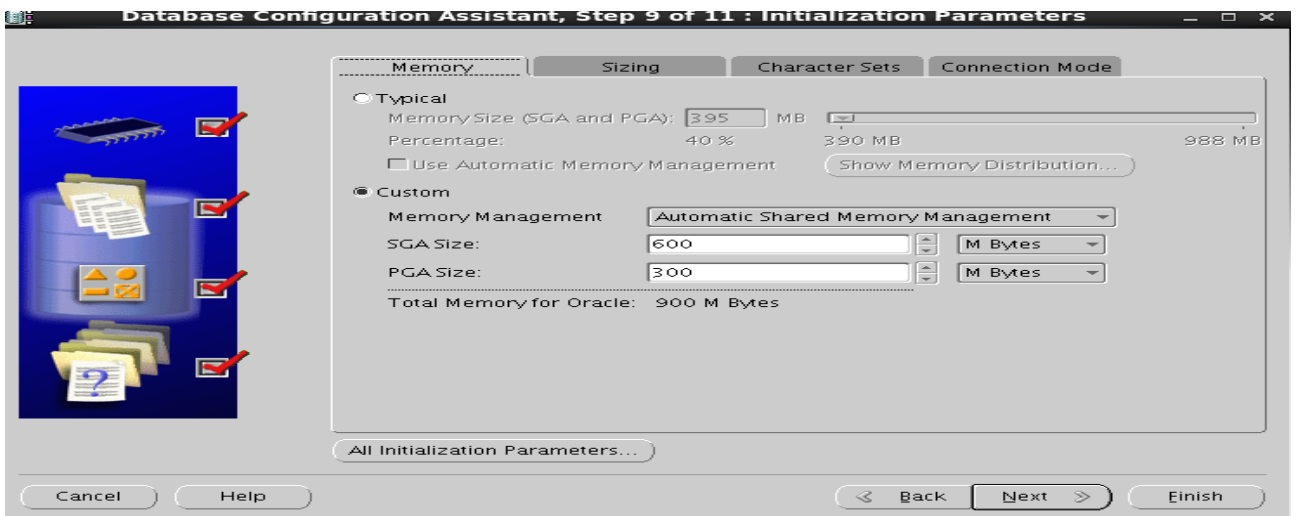 Database Configuration Assistant, Step 9 of 11 : Initialization Parameters
Memory Sizing Character Sets Connection Mode
Typical
Memory Size (SGA and PGA): 395 MB
Percentage: 40 % 390 MB 988 MB
Use Automatic Memory Management Show Memory Distribution...
Custom
Memory Management Automatic Shared Memory Management
SGA Size: 600 M Bytes
PGA Size: 300 M Bytes
Total Memory for Oracle: 900 M Bytes
?
All Initialization Parameters...
Cancel Help Back Next Finish